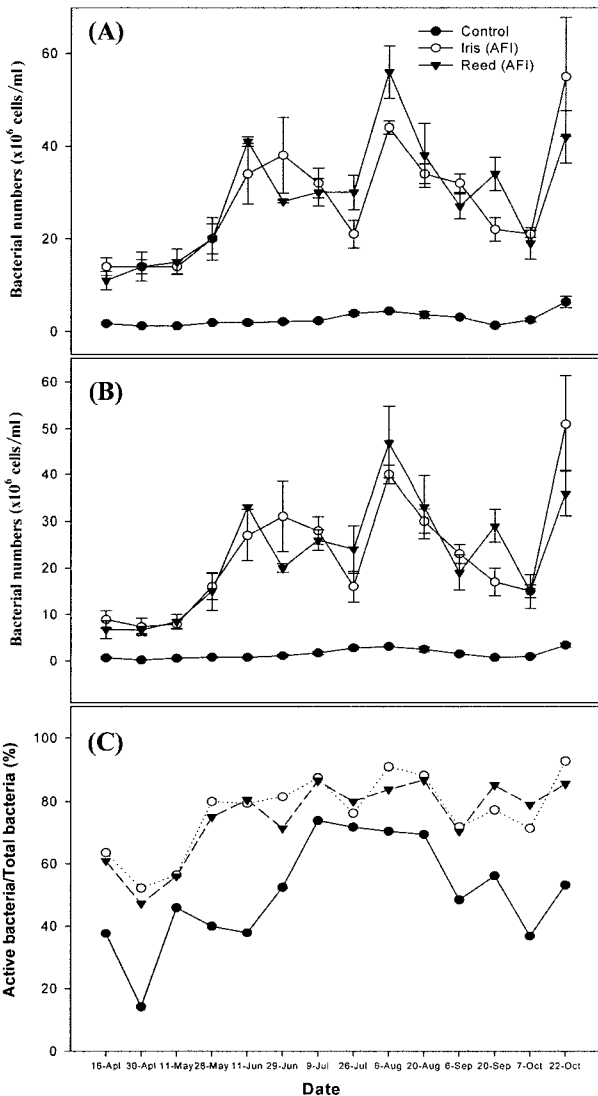 (A)
Control
Iris (AFI)
Reed (AFI)
Bacterial numbers (x10⁶ cells/ml)
60
40
20
0
(B)
Bacterial numbers (x10⁶ cells/ml)
60
50
40
30
20
10
0
(C)
Active bacteria/Total bacteria (%)
100
80
60
40
20
0
16-Apl 30-Apl 11-May 28-May 11-Jun 29-Jun 9-Jul 26-Jul 6-Aug 20-Aug 6-Sep 20-Sep 7-Oct 22-Oct
Date